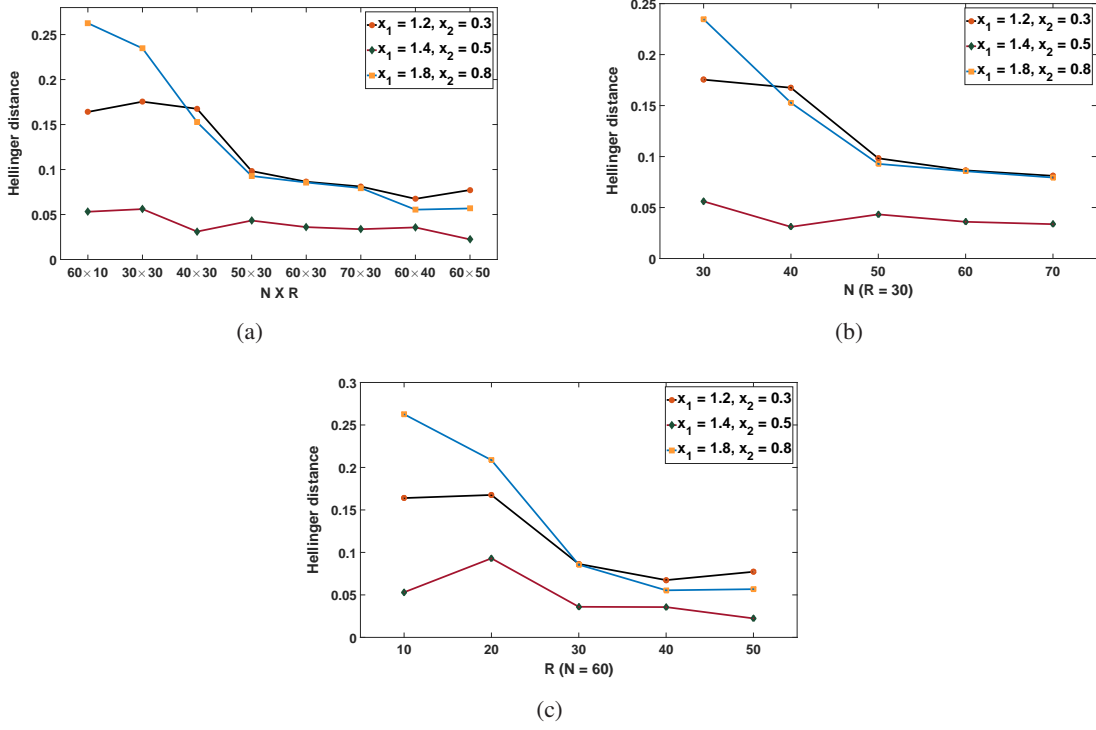 0.25
0.2
0.15
0.1
0.05
0
Hellinger distance
x1 = 1.2, x2 = 0.3
x1 = 1.4, x2 = 0.5
x1 = 1.8, x2 = 0.8
60×10 30×30 40×30 50×30 60×30 70×30 60×40 60×50
N X R
(a)
0.25
0.2
0.15
0.1
0.05
0
Hellinger distance
x1 = 1.2, x2 = 0.3
x1 = 1.4, x2 = 0.5
x1 = 1.8, x2 = 0.8
30 40 50 60 70
N (R = 30)
(b)
0.3
0.25
0.2
0.15
0.1
0.05
0
Hellinger distance
x1 = 1.2, x2 = 0.3
x1 = 1.4, x2 = 0.5
x1 = 1.8, x2 = 0.8
10 20 30 40 50
R (N = 60)
(c)